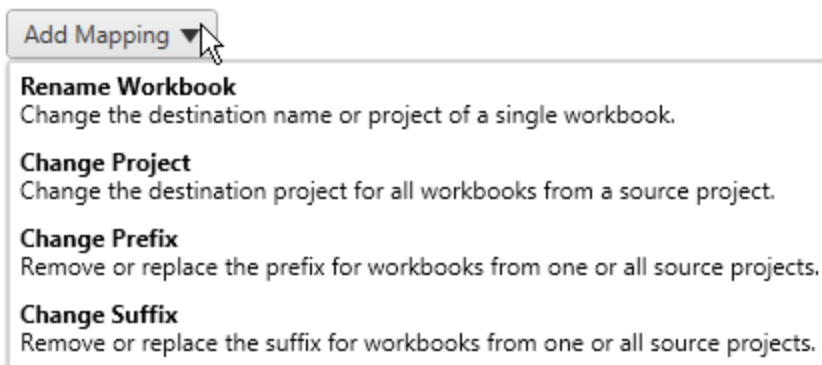 Add Mapping
Rename Workbook
Change the destination name or project of a single workbook.
Change Project
Change the destination project for all workbooks from a source project.
Change Prefix
Remove or replace the prefix for workbooks from one or all source projects.
Change Suffix
Remove or replace the suffix for workbooks from one or all source projects.